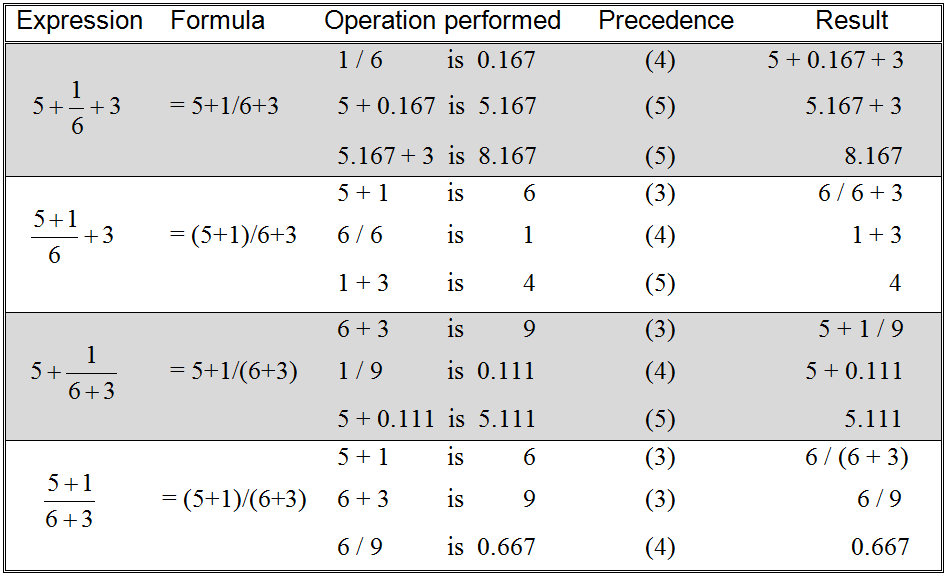 Expression Formula Operation performed Precedence Result
1 / 6 is 0.167 (4) 5 + 0.167 + 3
5 + 1/6 + 3 = 5+1/6+3 5 + 0.167 is 5.167 (5) 5.167 + 3
5.167 + 3 is 8.167 (5) 8.167
5 + 1 is 6 (3) 6 / 6 + 3
5+1/6 + 3 = (5+1)/6+3 6 / 6 is 1 (4) 1 + 3
1 + 3 is 4 (5) 4
6 + 3 is 9 (3) 5 + 1 / 9
5 + 1/6+3 = 5+1/(6+3) 1 / 9 is 0.111 (4) 5 + 0.111
5 + 0.111 is 5.111 (5) 5.111
5 + 1 is 6 (3) 6 / (6 + 3)
5+1/6+3 = (5+1)/(6+3) 6 + 3 is 9 (3) 6 / 9
6 / 9 is 0.667 (4) 0.667